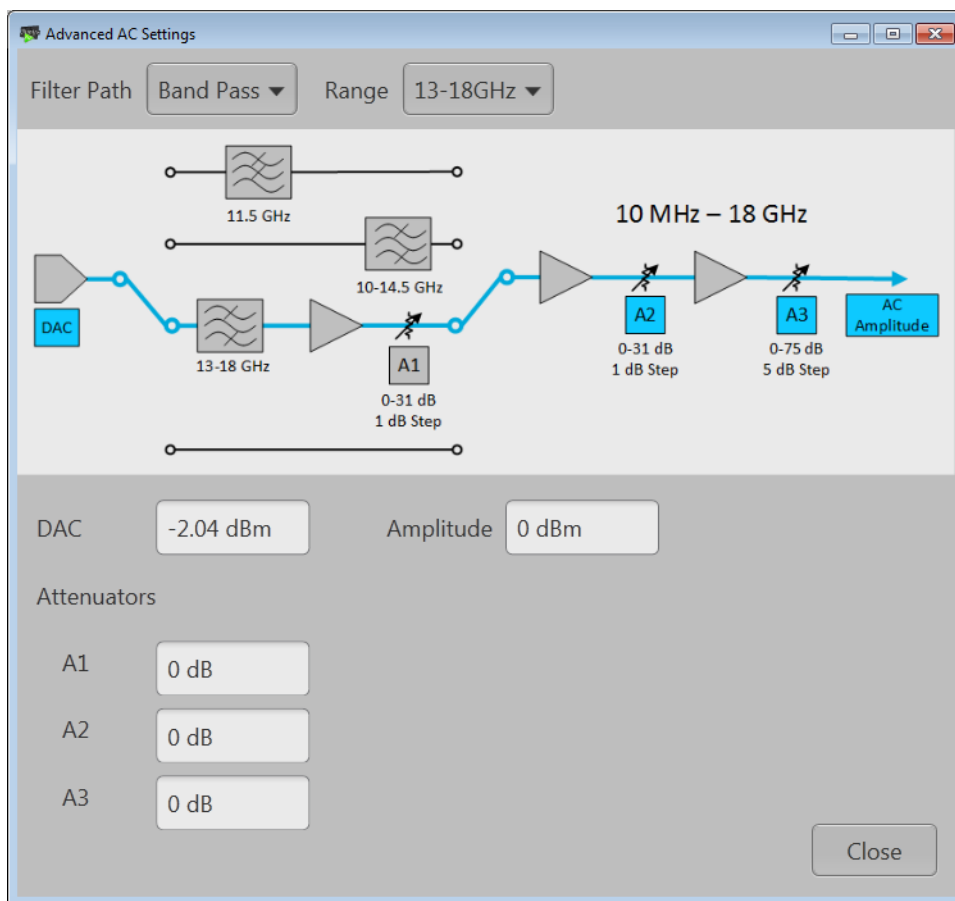 Advanced AC Settings
Filter Path Band Pass Range 13-18GHz
11.5 GHz
10 MHz – 18 GHz
10-14.5 GHz
DAC
13-18 GHz
A1
0-31 dB
1 dB Step
A2
0-31 dB
1 dB Step
A3
0-75 dB
5 dB Step
AC
Amplitude
DAC -2.04 dBm Amplitude 0 dBm
Attenuators
A1 0 dB
A2 0 dB
A3 0 dB
Close